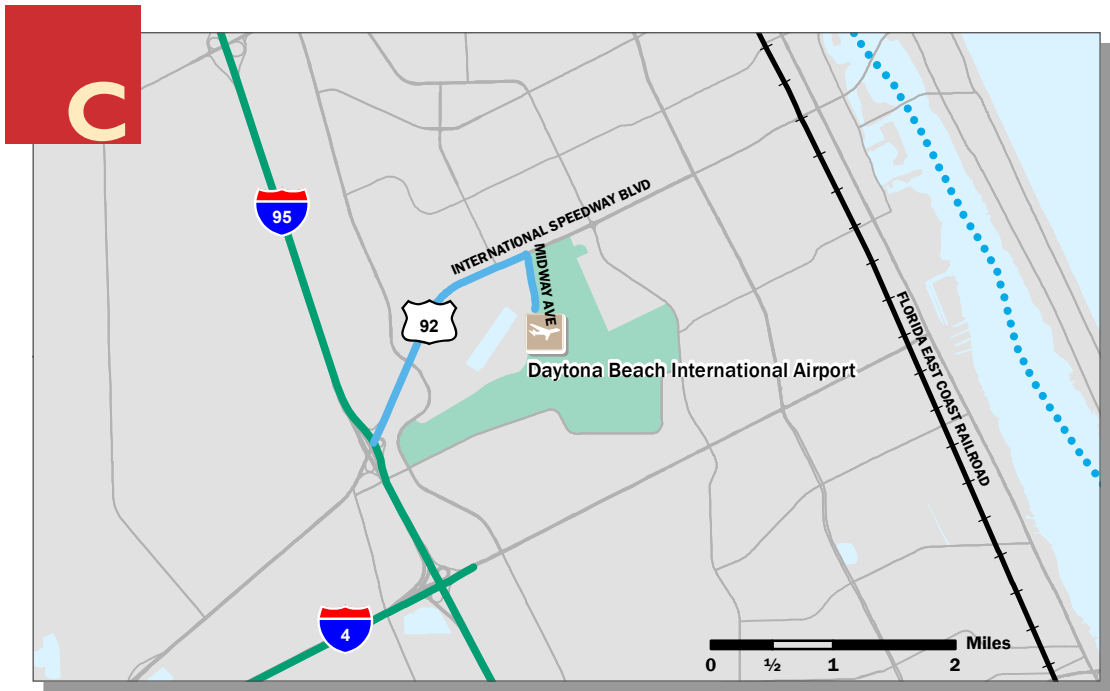 C
95
INTERNATIONAL SPEEDWAY BLVD
MIDWAY AVE
92
FLORIDA EAST COAST RAILROAD
Daytona Beach International Airport
4
Miles
0 ½ 1 2